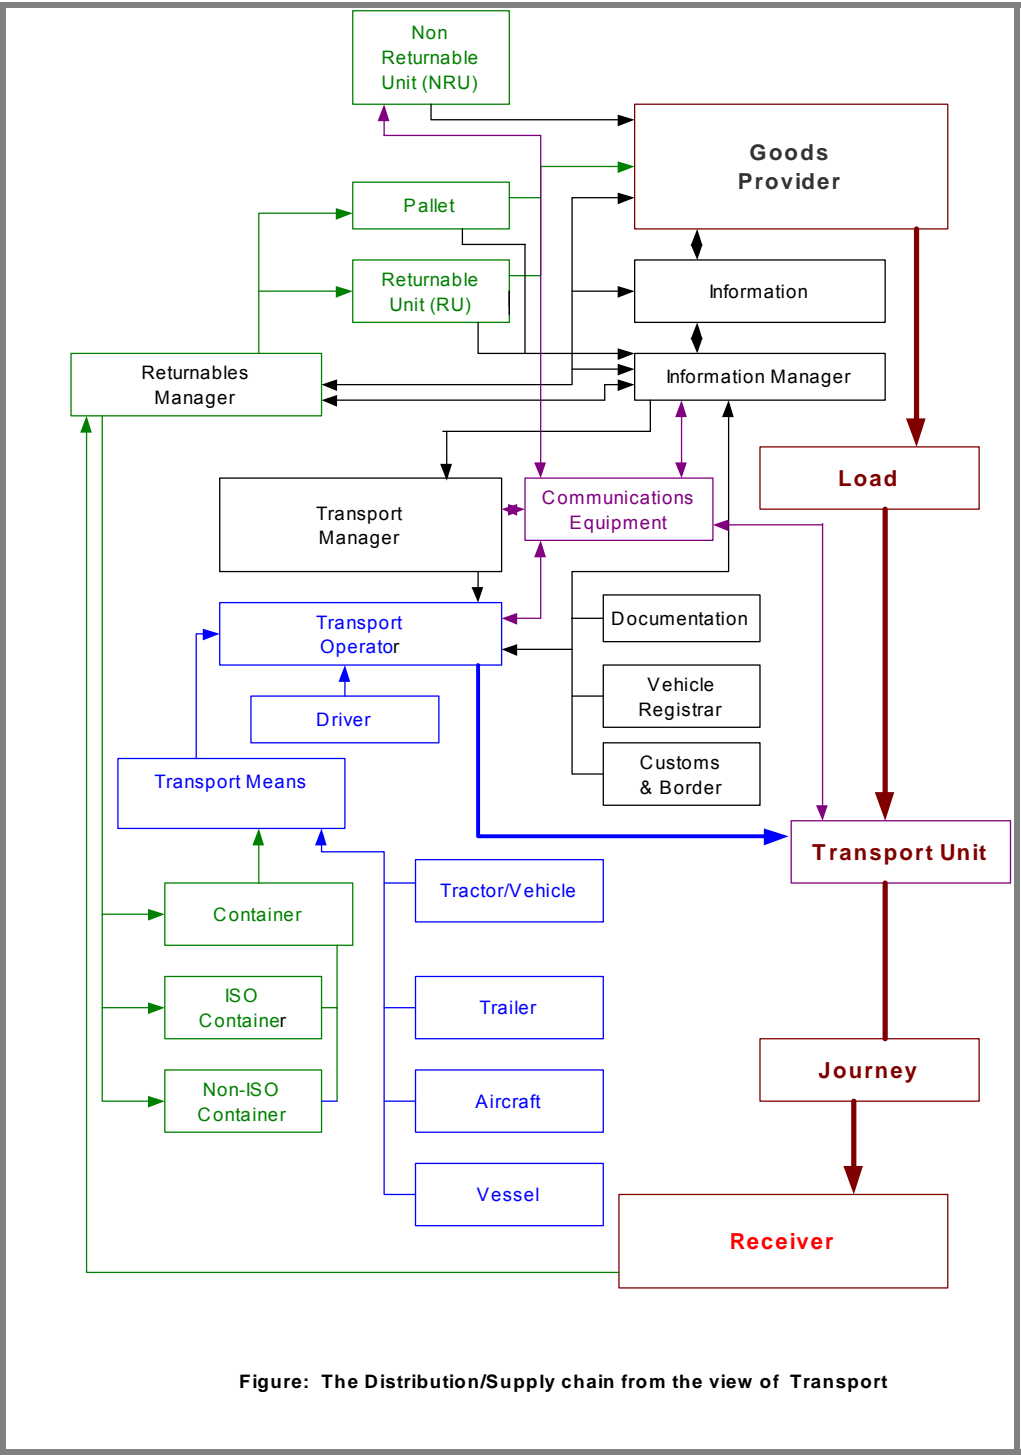 Non
Returnable
Unit (NRU)
Goods
Provider
Pallet
Returnable
Unit (RU)
Information
Returnables
Manager
Information Manager
Load
Communications
Equipment
Transport
Manager
Transport
Operator
Documentation
Vehicle
Registrar
Driver
Customs
& Border
Transport Means
Transport Unit
Tractor/Vehicle
Container
ISO
Container
Trailer
Journey
Non-ISO
Container
Aircraft
Vessel
Receiver
Figure: The Distribution/Supply chain from the view of Transport